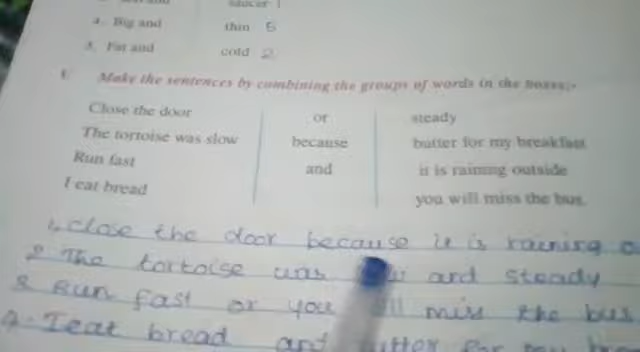 saucer 1
4. Big and thin 5
5. Fat and cold 2
Make the sentences by combining the groups of words in the boxes:-
Close the door or steady
The tortoise was slow because butter for my breakfast
Run fast and it is raining outside
I eat bread you will miss the bus.
1. Close the door because it is raining
2 The tortoise was and steady
3 Run fast or you miss the bus
4. I eat bread and for